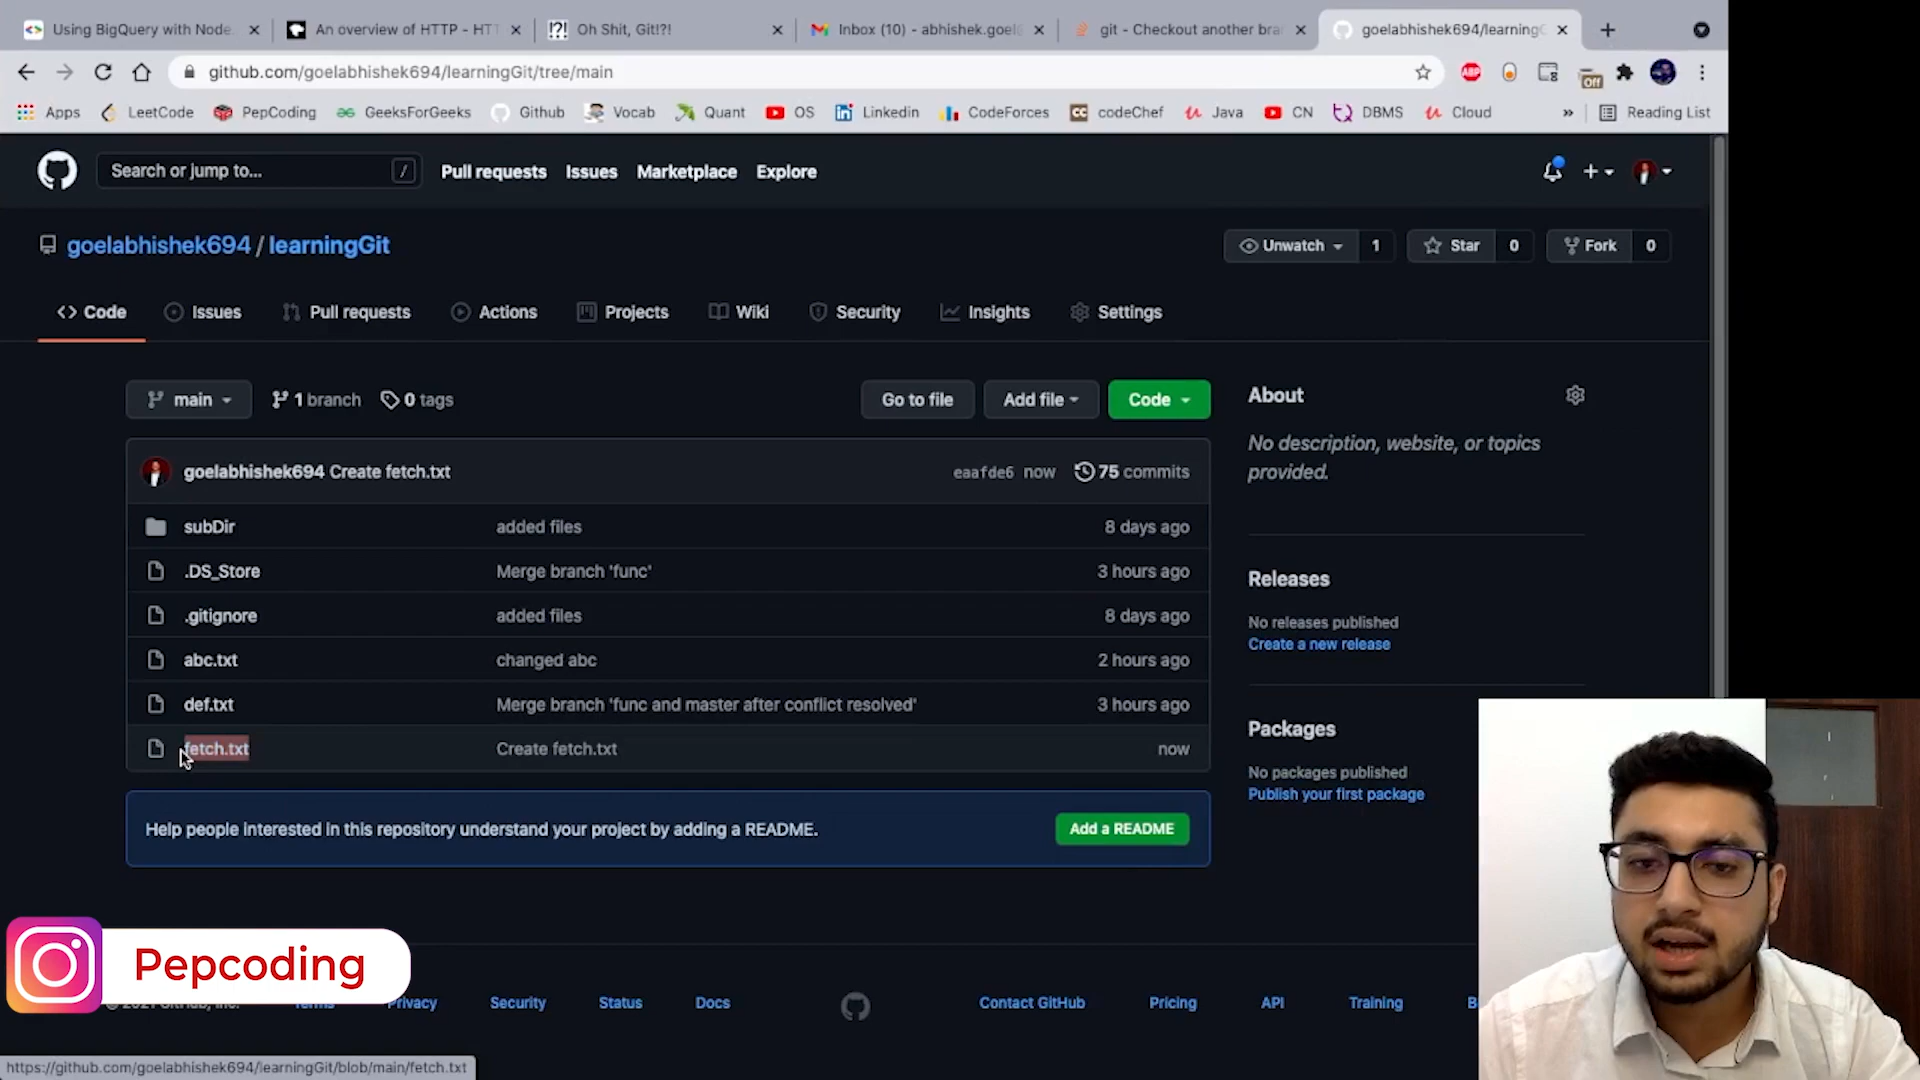 Using BigQuery with Node.
An overview of HTTP - HT
Oh Shit, Git!?!
Inbox (10) - abhishek.goel
git - Checkout another bra
goelabhishek694/learningG
github.com/goelabhishek694/learningGit/tree/main
ABP
Off
Apps
LeetCode
PepCoding
GeeksForGeeks
Github
Vocab
Quant
OS
Linkedin
CodeForces
codeChef
Java
CN
DBMS
Cloud
»
Reading List
Search or jump to...
/
Pull requests
Issues
Marketplace
Explore
goelabhishek694 / learningGit
Unwatch
1
Star
0
Fork
0
<> Code
Issues
Pull requests
Actions
Projects
Wiki
Security
Insights
Settings
main
1 branch
0 tags
Go to file
Add file
Code
goelabhishek694 Create fetch.txt
eaafde6 now
75 commits
subDir
added files
8 days ago
.DS_Store
Merge branch 'func'
3 hours ago
.gitignore
added files
8 days ago
abc.txt
changed abc
2 hours ago
def.txt
Merge branch 'func and master after conflict resolved'
3 hours ago
fetch.txt
Create fetch.txt
now
Help people interested in this repository understand your project by adding a README.
Add a README
About
No description, website, or topics
provided.
Releases
No releases published
Create a new release
Packages
No packages published
Publish your first package
Pepcoding
© 2021 GitHub, Inc.
Terms
Privacy
Security
Status
Docs
Contact GitHub
Pricing
API
Training
https://github.com/goelabhishek694/learningGit/blob/main/fetch.txt